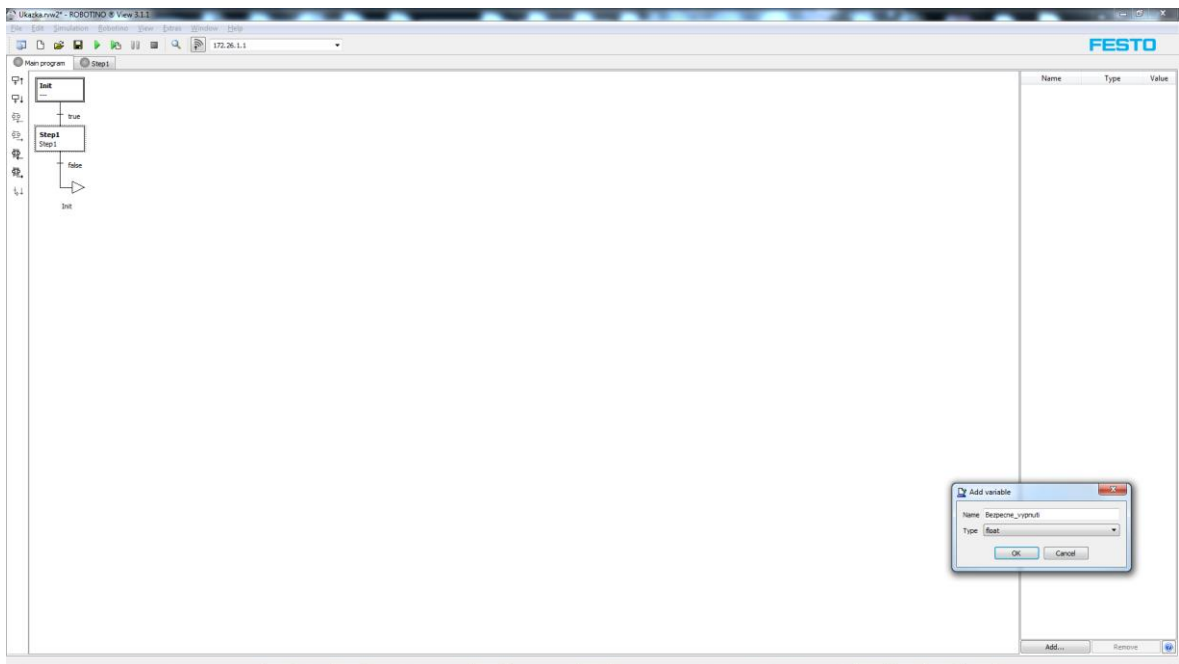 Ukazka.rvw2* - ROBOTINO ® View 3.1.1
File Edit Simulation Robotino View Extras Window Help
172.26.1.1
FESTO
Main program Step1
Name Type Value
Init
---
true
Step1
Step1
false
Init
Add variable
Name Bezpecne_vypnuti
Type float
OK Cancel
Add... Remove